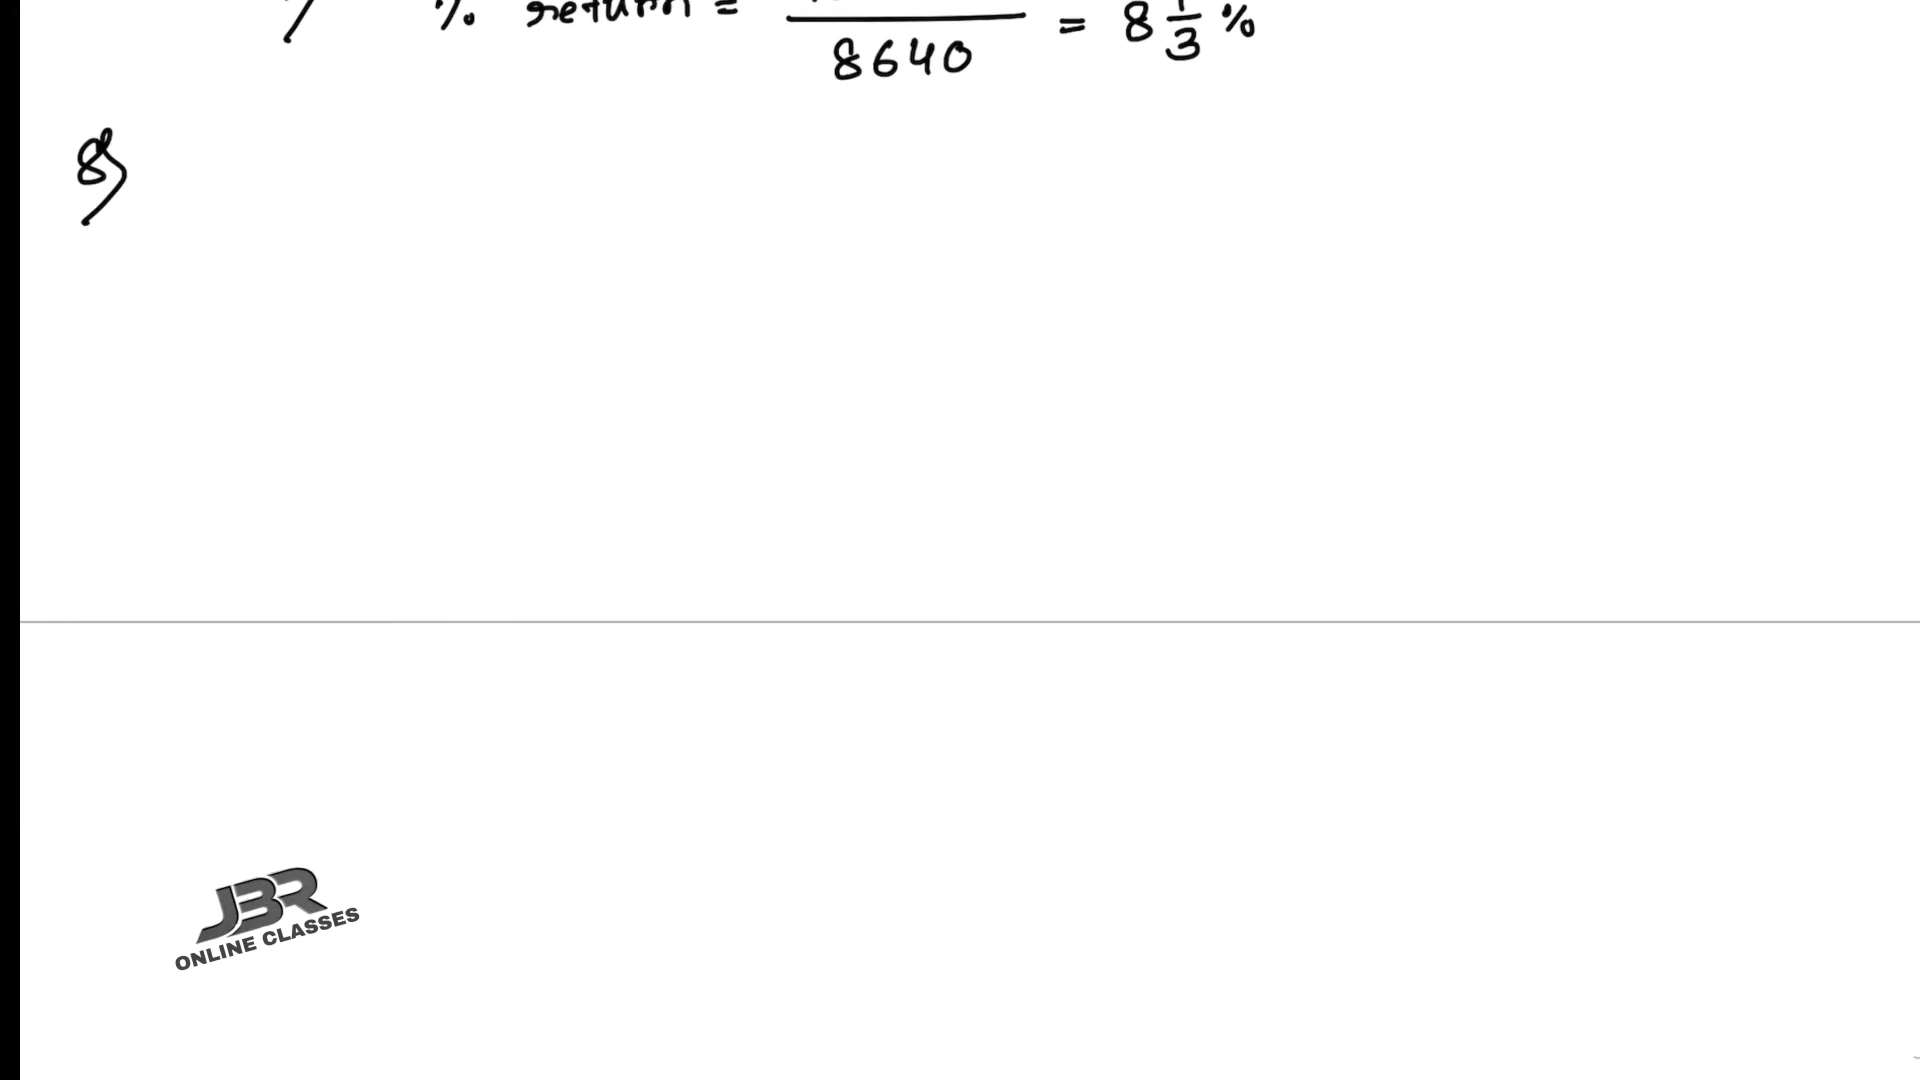 % return = 
8640
= 8 1/3 %
8)
JBR
ONLINE CLASSES